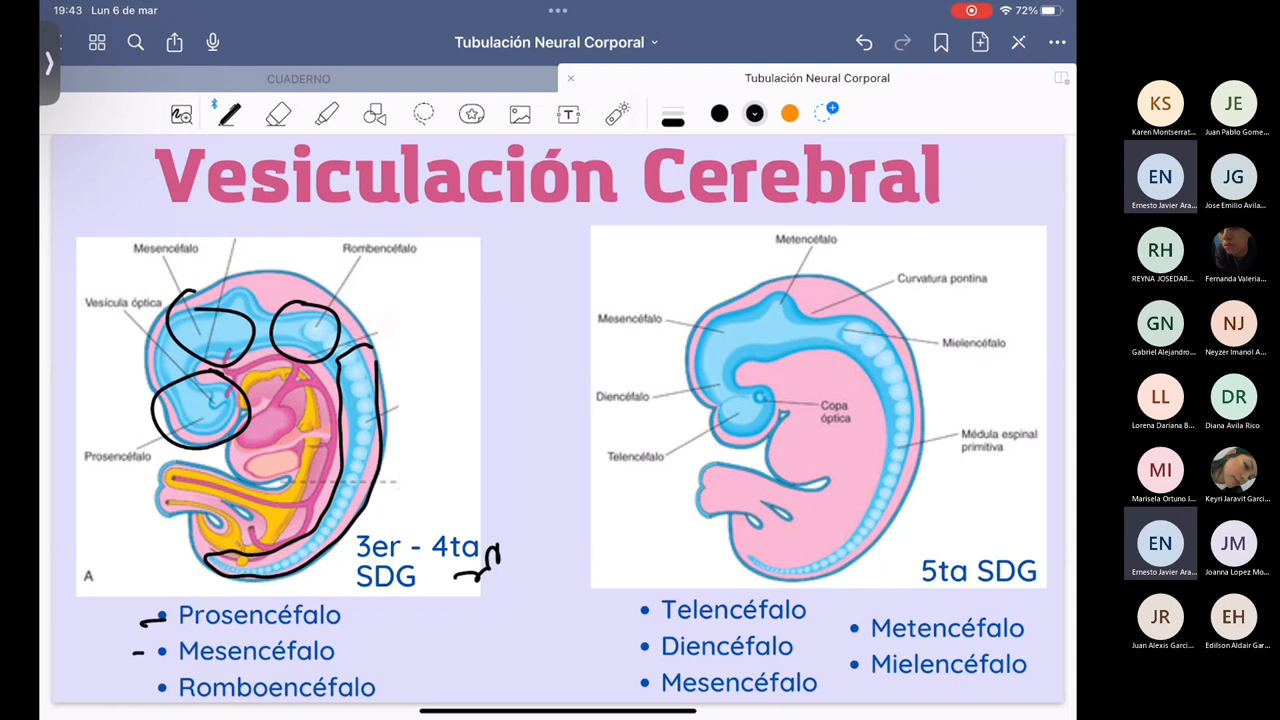 19:43 Lun 6 de mar
72%
Tubulación Neural Corporal
CUADERNO
Tubulación Neural Corporal
Vesiculación Cerebral
Mesencéfalo
Rombencéfalo
Vesícula óptica
Prosencéfalo
A
3er - 4ta
SDG
Metencéfalo
Curvatura pontina
Mesencéfalo
Mielencéfalo
Diencéfalo
Copa
óptica
Médula espinal
primitiva
Telencéfalo
5ta SDG
• Prosencéfalo
• Mesencéfalo
• Romboencéfalo
• Telencéfalo
• Diencéfalo
• Mesencéfalo
• Metencéfalo
• Mielencéfalo
KS
Karen Montserrat...
JE
Juan Pablo Gome...
EN
Ernesto Javier Ara...
JG
Jose Emilio Avila...
RH
REYNA JOSEDAR...
Fernanda Valeria...
GN
Gabriel Alejandro...
NJ
Neyzer Imanol A...
LL
Lorena Dariana B...
DR
Diana Avila Rico
MI
Marisela Ortuno I...
Keyri Jaravit Garci...
EN
Ernesto Javier Ara...
JM
Joanna Lopez Mo...
JR
Juan Alexis Garci...
EH
Edilson Aldair Gar...